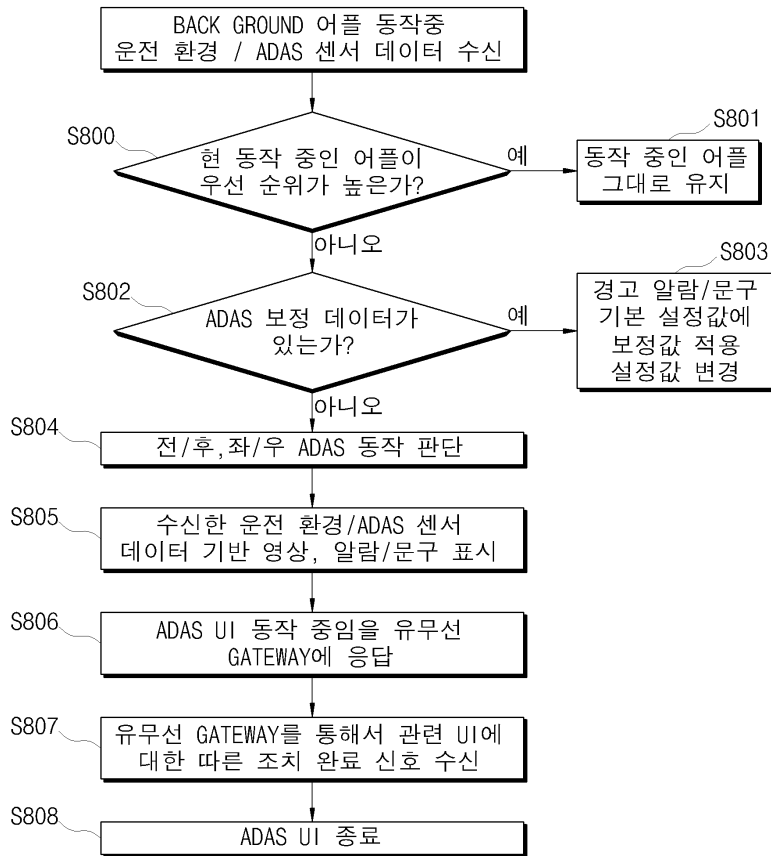 BACK GROUND 어플 동작중
운전 환경 / ADAS 센서 데이터 수신
S800
현 동작 중인 어플이
우선 순위가 높은가?
예
S801
동작 중인 어플
그대로 유지
아니오
S802
ADAS 보정 데이터가
있는가?
예
S803
경고 알람/문구
기본 설정값에
보정값 적용
설정값 변경
아니오
S804
전/후,좌/우 ADAS 동작 판단
S805
수신한 운전 환경/ADAS 센서
데이터 기반 영상, 알람/문구 표시
S806
ADAS UI 동작 중임을 유무선
GATEWAY에 응답
S807
유무선 GATEWAY를 통해서 관련 UI에
대한 따른 조치 완료 신호 수신
S808
ADAS UI 종료